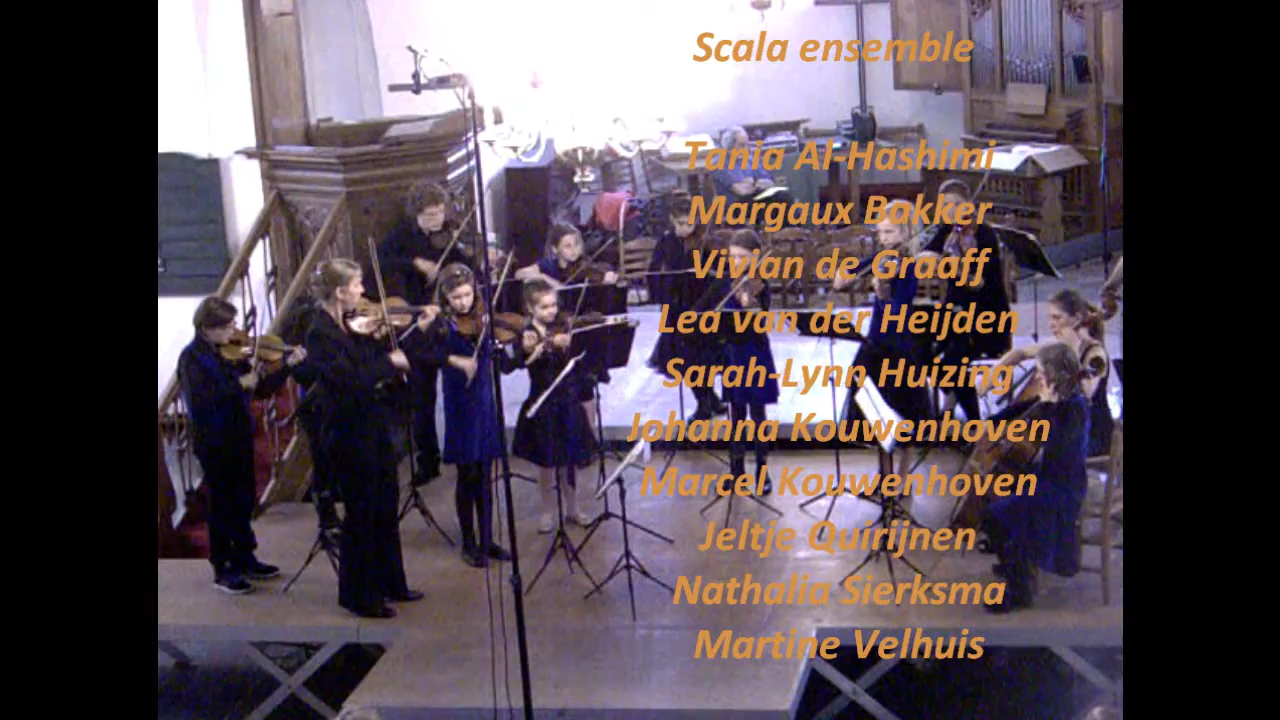 Scala ensemble
Tania Al-Hashimi
Margaux Bakker
Vivian de Graaff
Lea van der Heijden
Sarah-Lynn Huizing
Johanna Kouwenhoven
Marcel Kouwenhoven
Jeltje Quirijnen
Nathalia Sierksma
Martine Velhuis